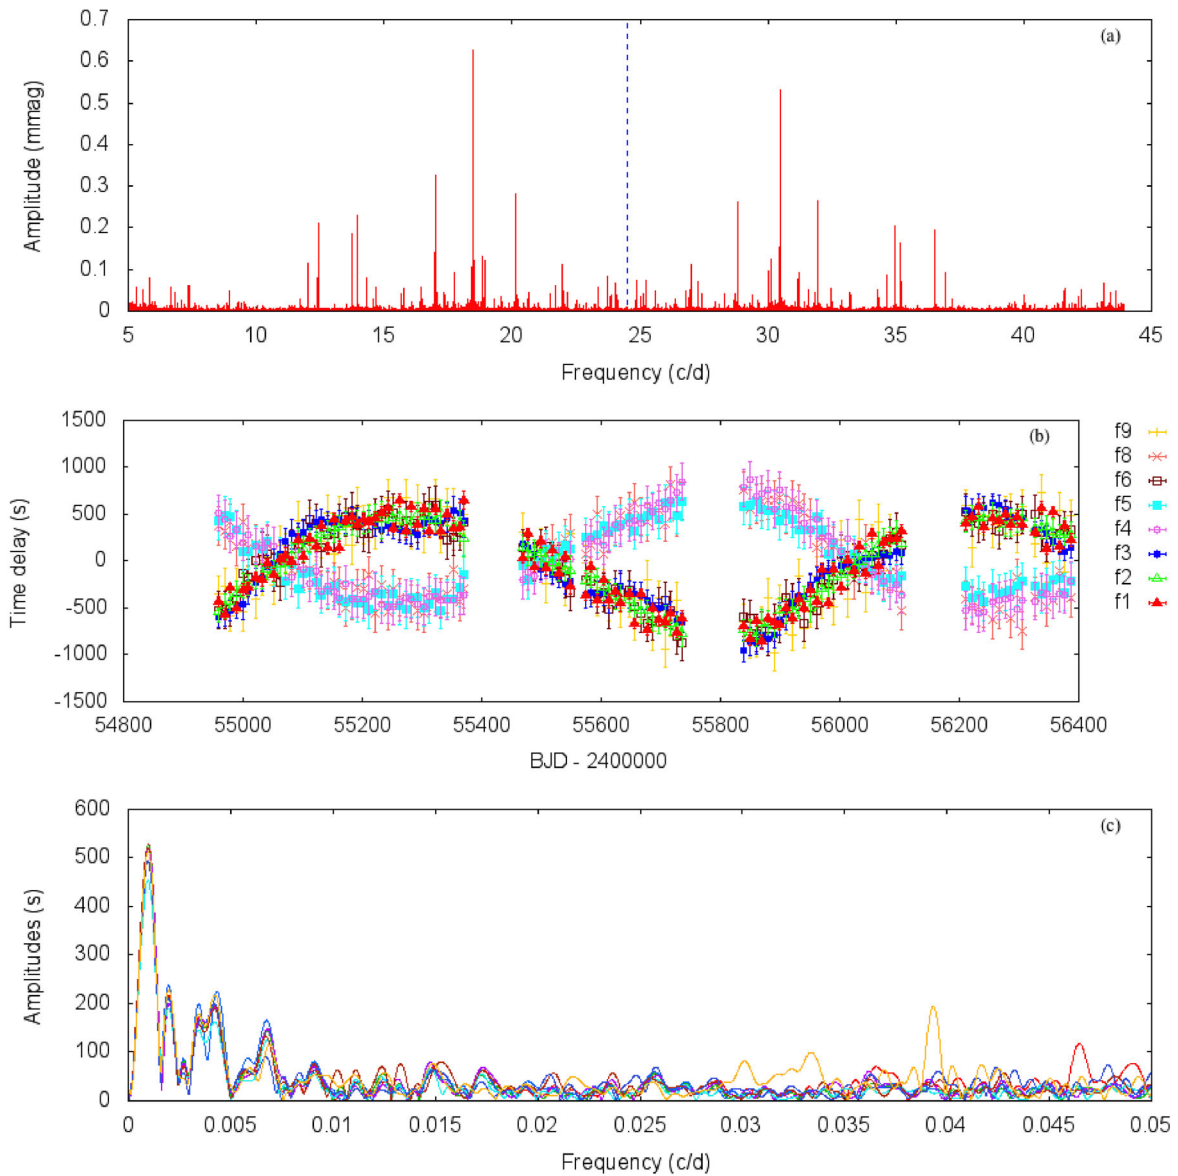 (a)
Amplitude (mmag)
0.7
0.6
0.5
0.4
0.3
0.2
0.1
0
5 10 15 20 25 30 35 40 45
Frequency (c/d)
(b)
Time delay (s)
1500
1000
500
0
-500
-1000
-1500
54800 55000 55200 55400 55600 55800 56000 56200 56400
BJD - 2400000
f9
f8
f6
f5
f4
f3
f2
f1
(c)
Amplitudes (s)
600
500
400
300
200
100
0
0 0.005 0.01 0.015 0.02 0.025 0.03 0.035 0.04 0.045 0.05
Frequency (c/d)